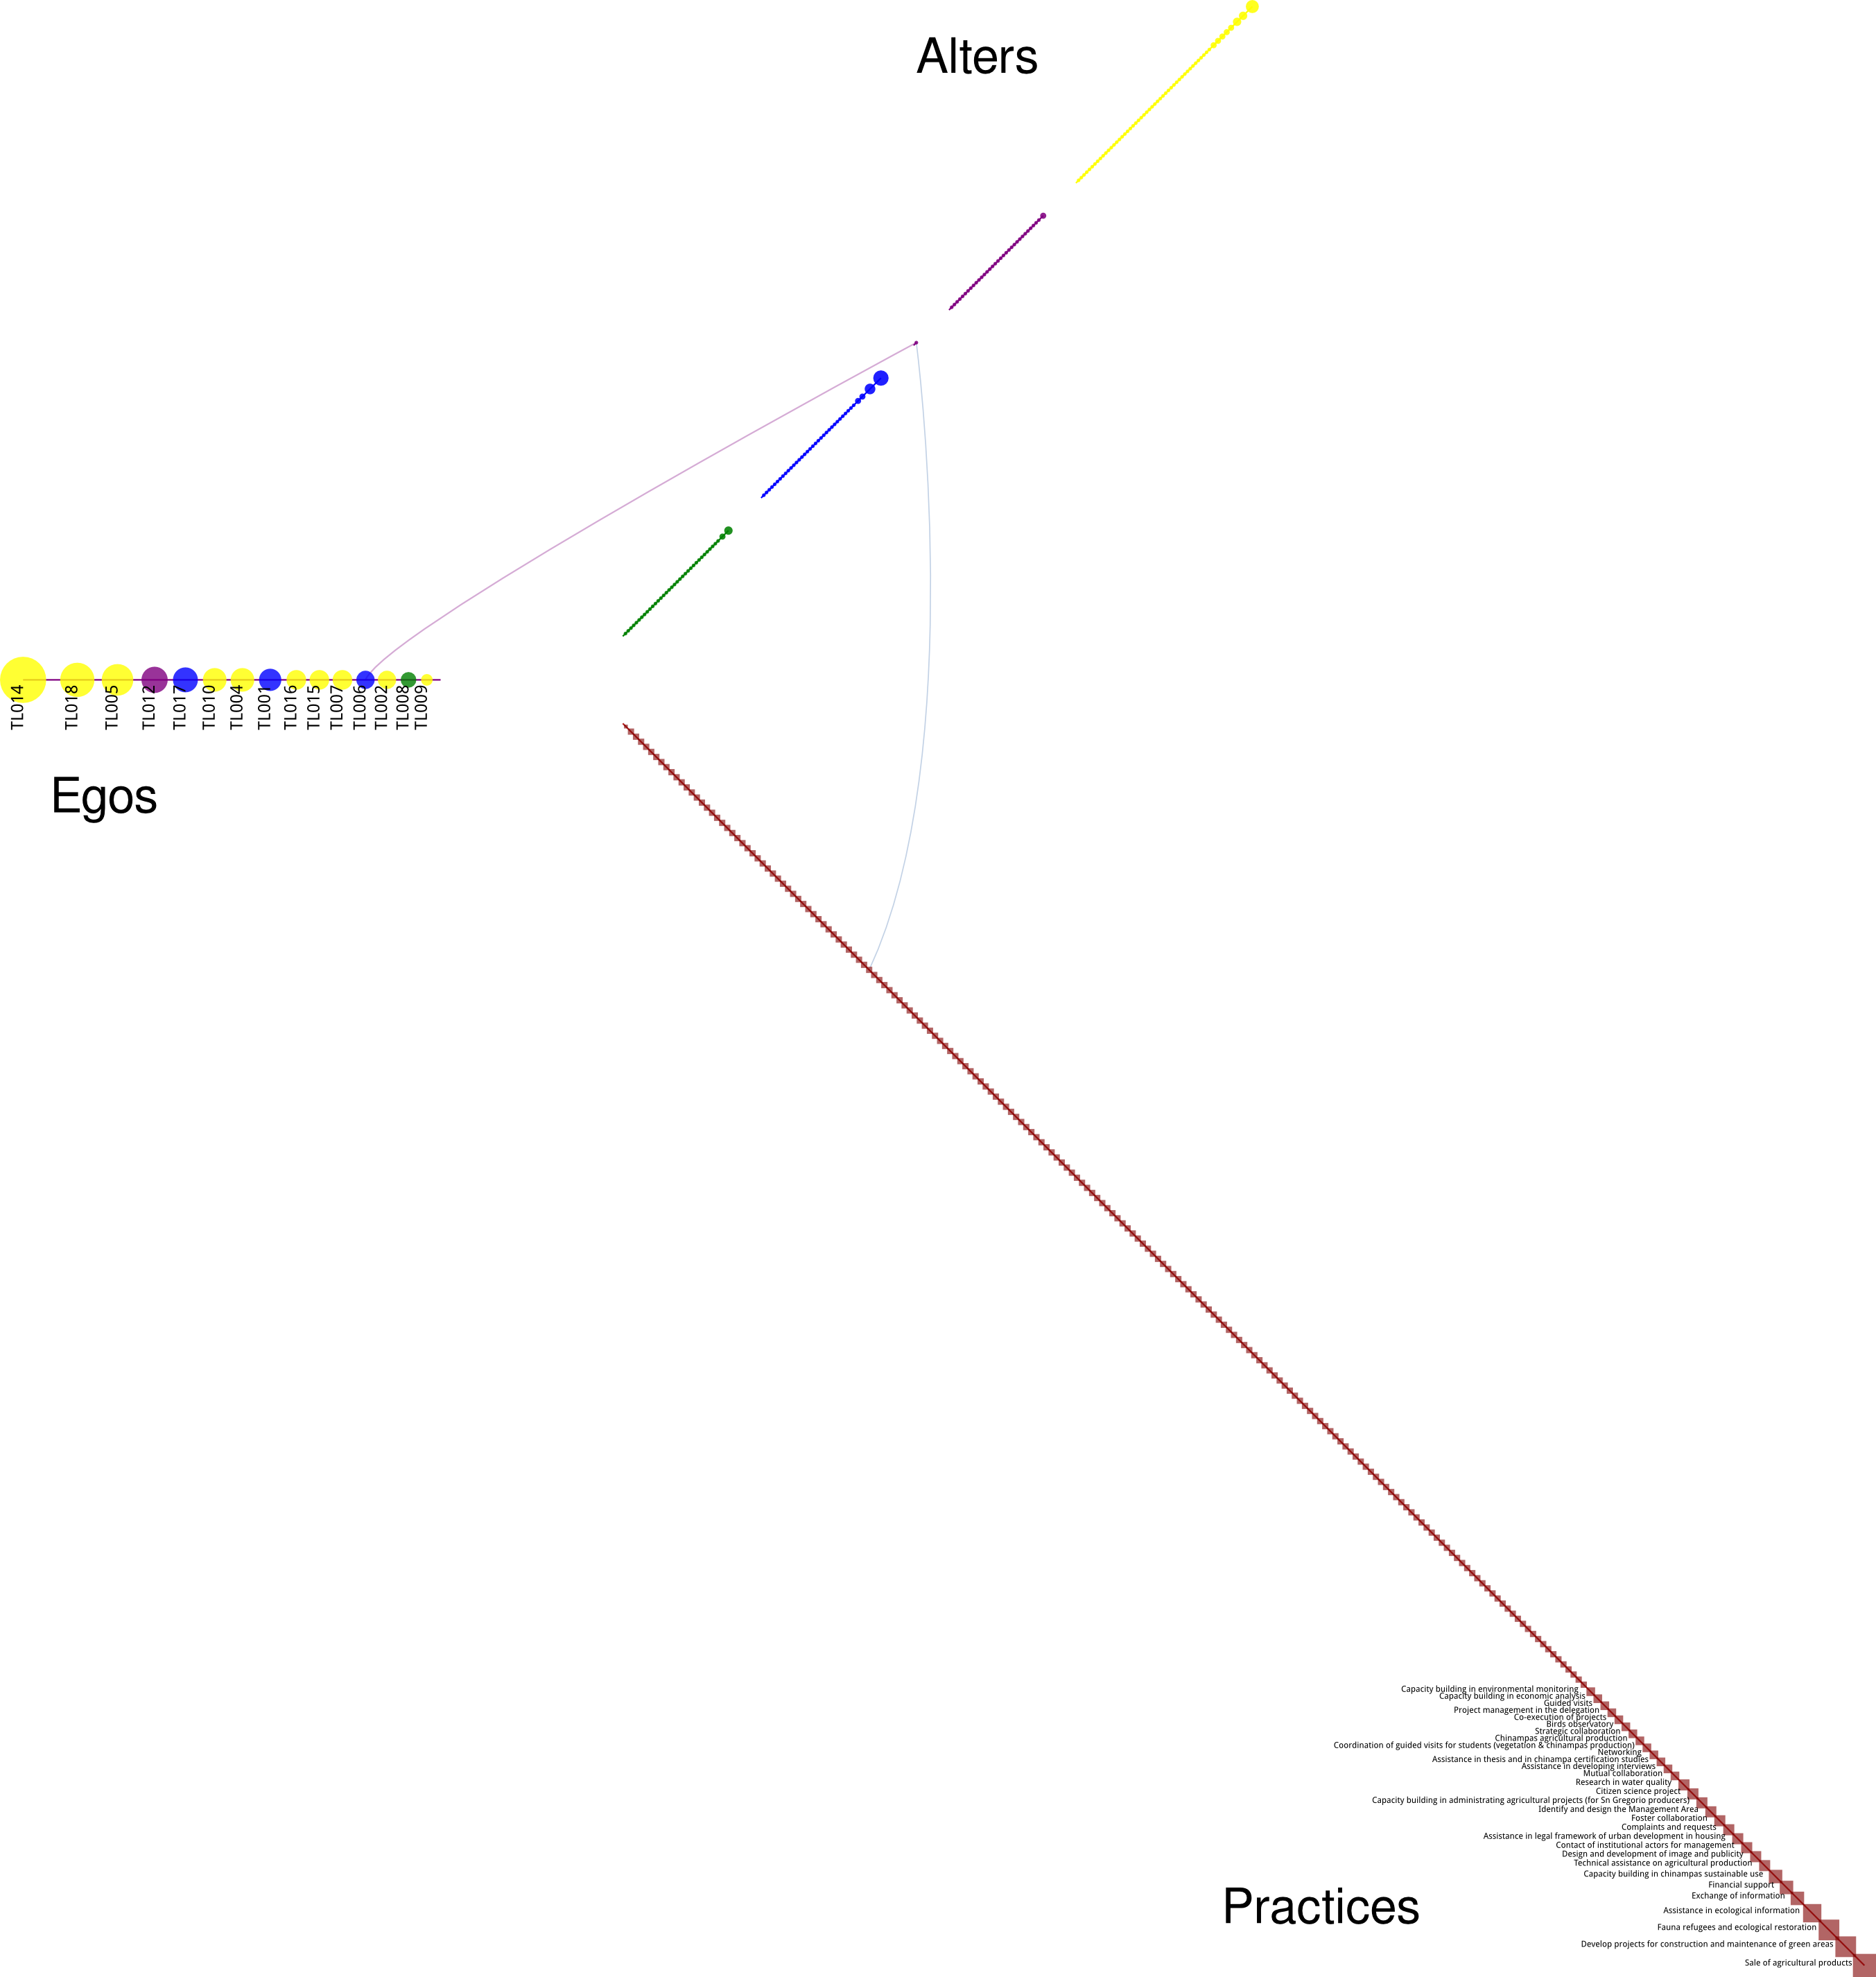 Alters
TL014
TL018
TL005
TL012
TL017
TL010
TL004
TL001
TL016
TL015
TL007
TL006
TL002
TL008
TL009
Egos
Capacity building in environmental monitoring
Capacity building in economic analysis
Guided visits
Project management in the delegation
Co-execution of projects
Birds observatory
Strategic collaboration
Chinampas agricultural production
Coordination of guided visits for students (vegetation & chinampas production)
Networking
Assistance in thesis and in chinampa certification studies
Assistance in developing interviews
Mutual collaboration
Research in water quality
Citizen science project
Capacity building in administrating agricultural projects (for Sn Gregorio producers)
Identify and design the Management Area
Foster collaboration
Complaints and requests
Assistance in legal framework of urban development in housing
Contact of institutional actors for management
Design and development of image and publicity
Technical assistance on agricultural production
Capacity building in chinampas sustainable use
Financial support
Exchange of information
Practices
Assistance in ecological information
Fauna refugees and ecological restoration
Develop projects for construction and maintenance of green areas
Sale of agricultural products